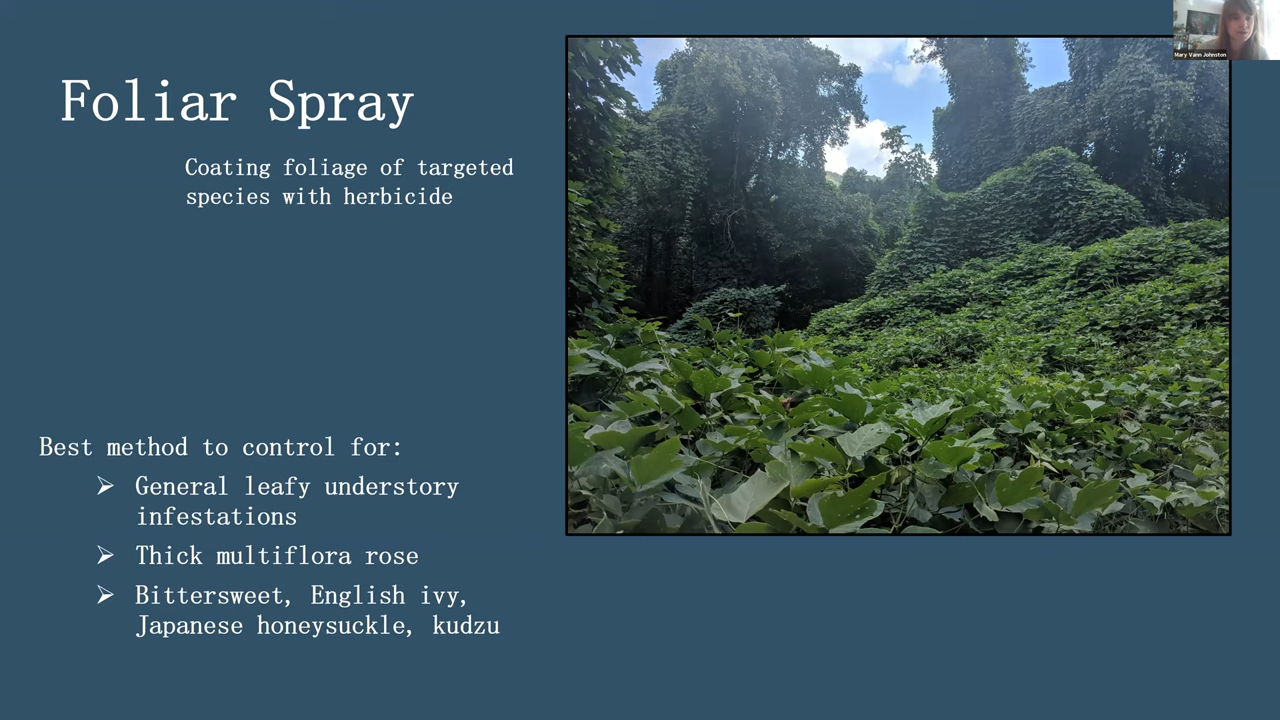 Foliar Spray
Coating foliage of targeted
species with herbicide
Best method to control for:
➢ General leafy understory
infestations
➢ Thick multiflora rose
➢ Bittersweet, English ivy,
Japanese honeysuckle, kudzu
Mary Vann Johnston